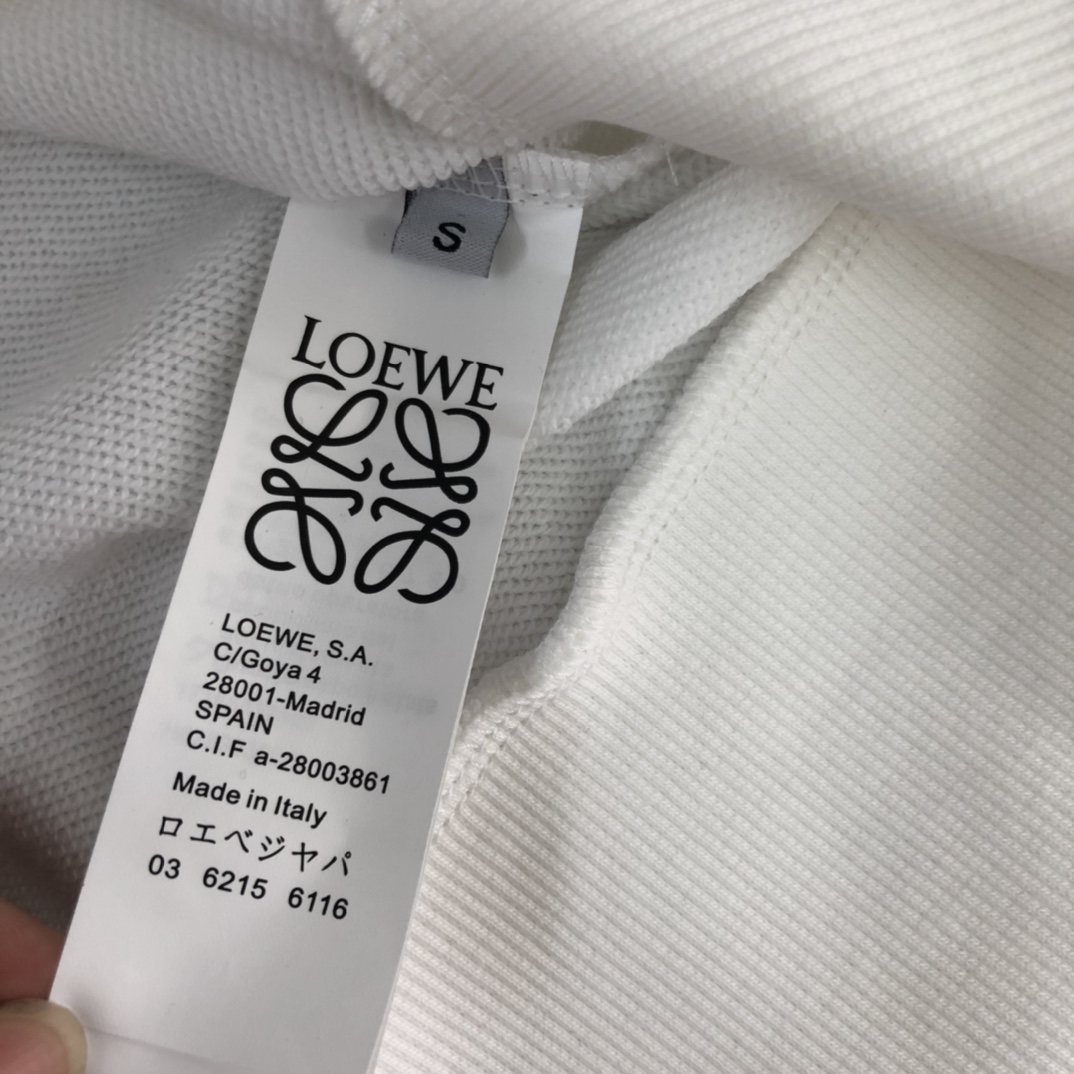 S
LOEWE
LOEWE, S.A.
C/Goya 4
28001-Madrid
SPAIN
C.I.F a-28003861
Made in Italy
ロエベジャパ
03 6215 6116